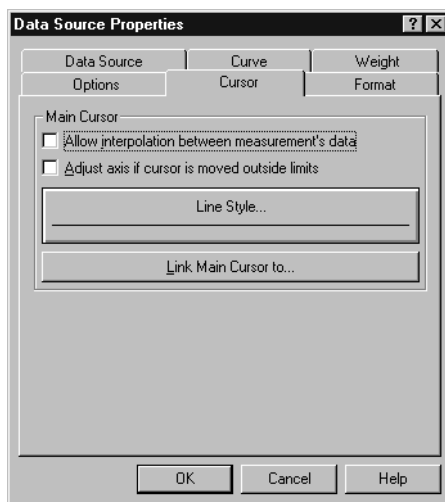 Data Source Properties
Data Source Curve Weight
Options Cursor Format
Main Cursor
Allow interpolation between measurement's data
Adjust axis if cursor is moved outside limits
Line Style...
Link Main Cursor to...
OK Cancel Help